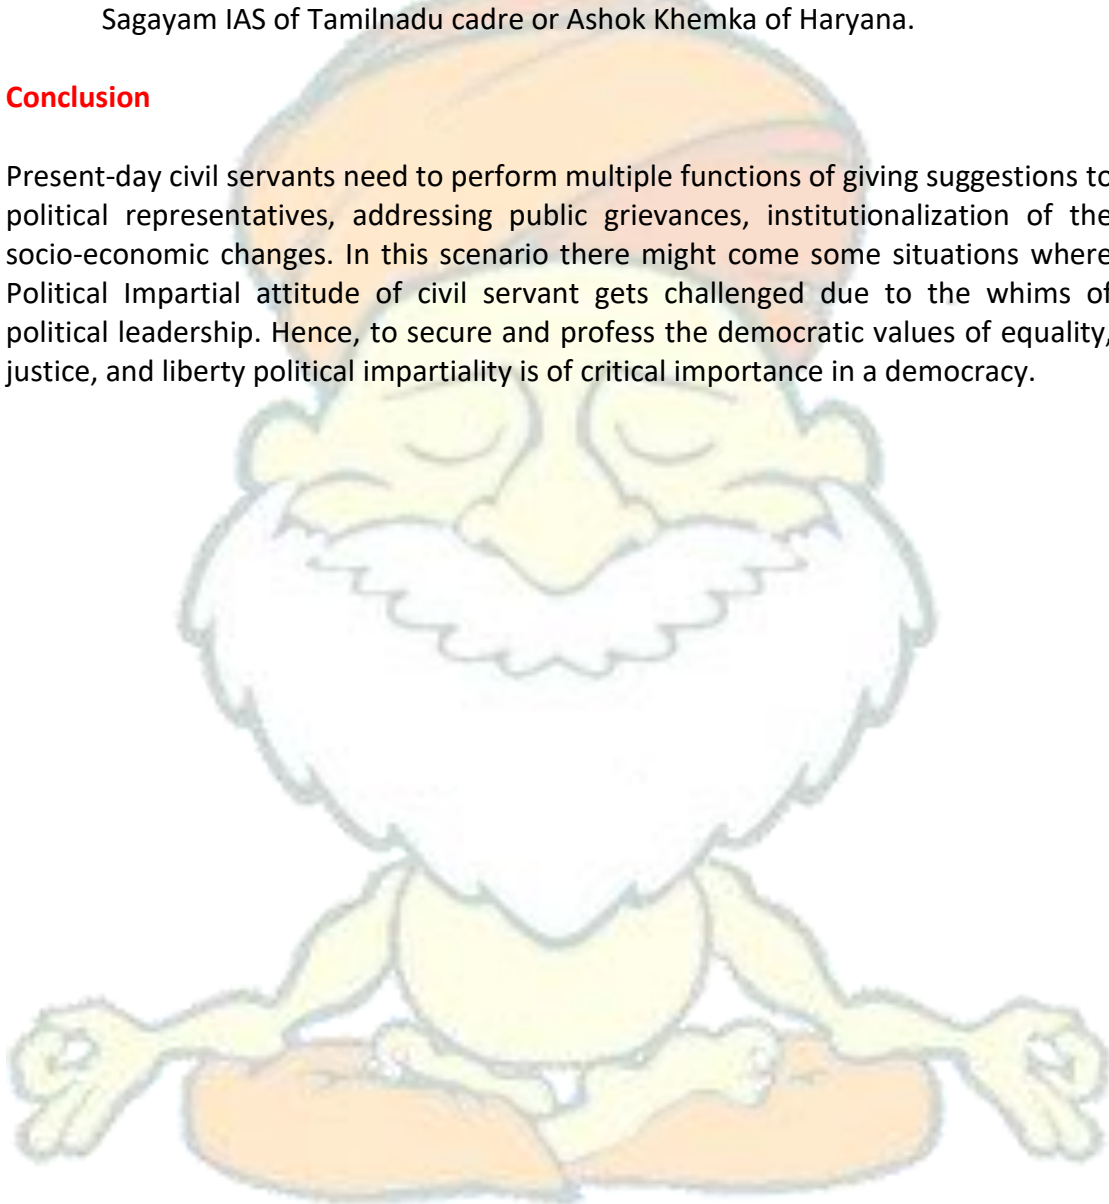 Sagayam IAS of Tamilnadu cadre or Ashok Khemka of Haryana.
Conclusion
Present-day civil servants need to perform multiple functions of giving suggestions to
political representatives, addressing public grievances, institutionalization of the
socio-economic changes. In this scenario there might come some situations where
Political Impartial attitude of civil servant gets challenged due to the whims of
political leadership. Hence, to secure and profess the democratic values of equality,
justice, and liberty political impartiality is of critical importance in a democracy.